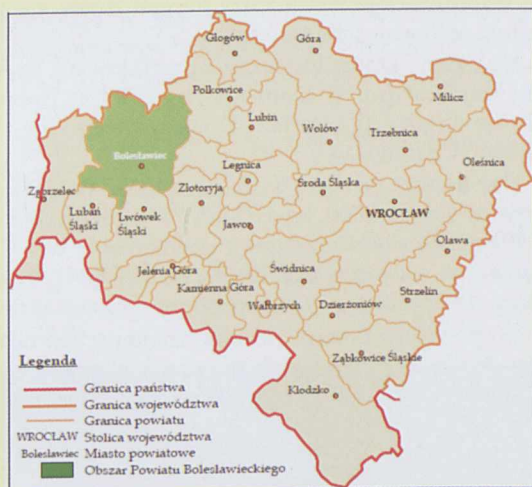 Głogów
Góra
Polkowice
Milicz
Lubin
Wołów
Trzebnica
Bolesławiec
Legnica
Oleśnica
Zgorzelec
Złotoryja
Środa Śląska
Lubań
Śląski
Lwówek
Śląski
WROCŁAW
Jawor
Oława
Jelenia Góra
Świdnica
Kamienna Góra
Wałbrzych
Dzierżoniów
Strzelin
Ząbkowice Śląskie
Kłodzko
Legenda
Granica państwa
Granica województwa
Granica powiatu
WROCŁAW Stolica województwa
Bolesławiec Miasto powiatowe
Obszar Powiatu Bolesławieckiego